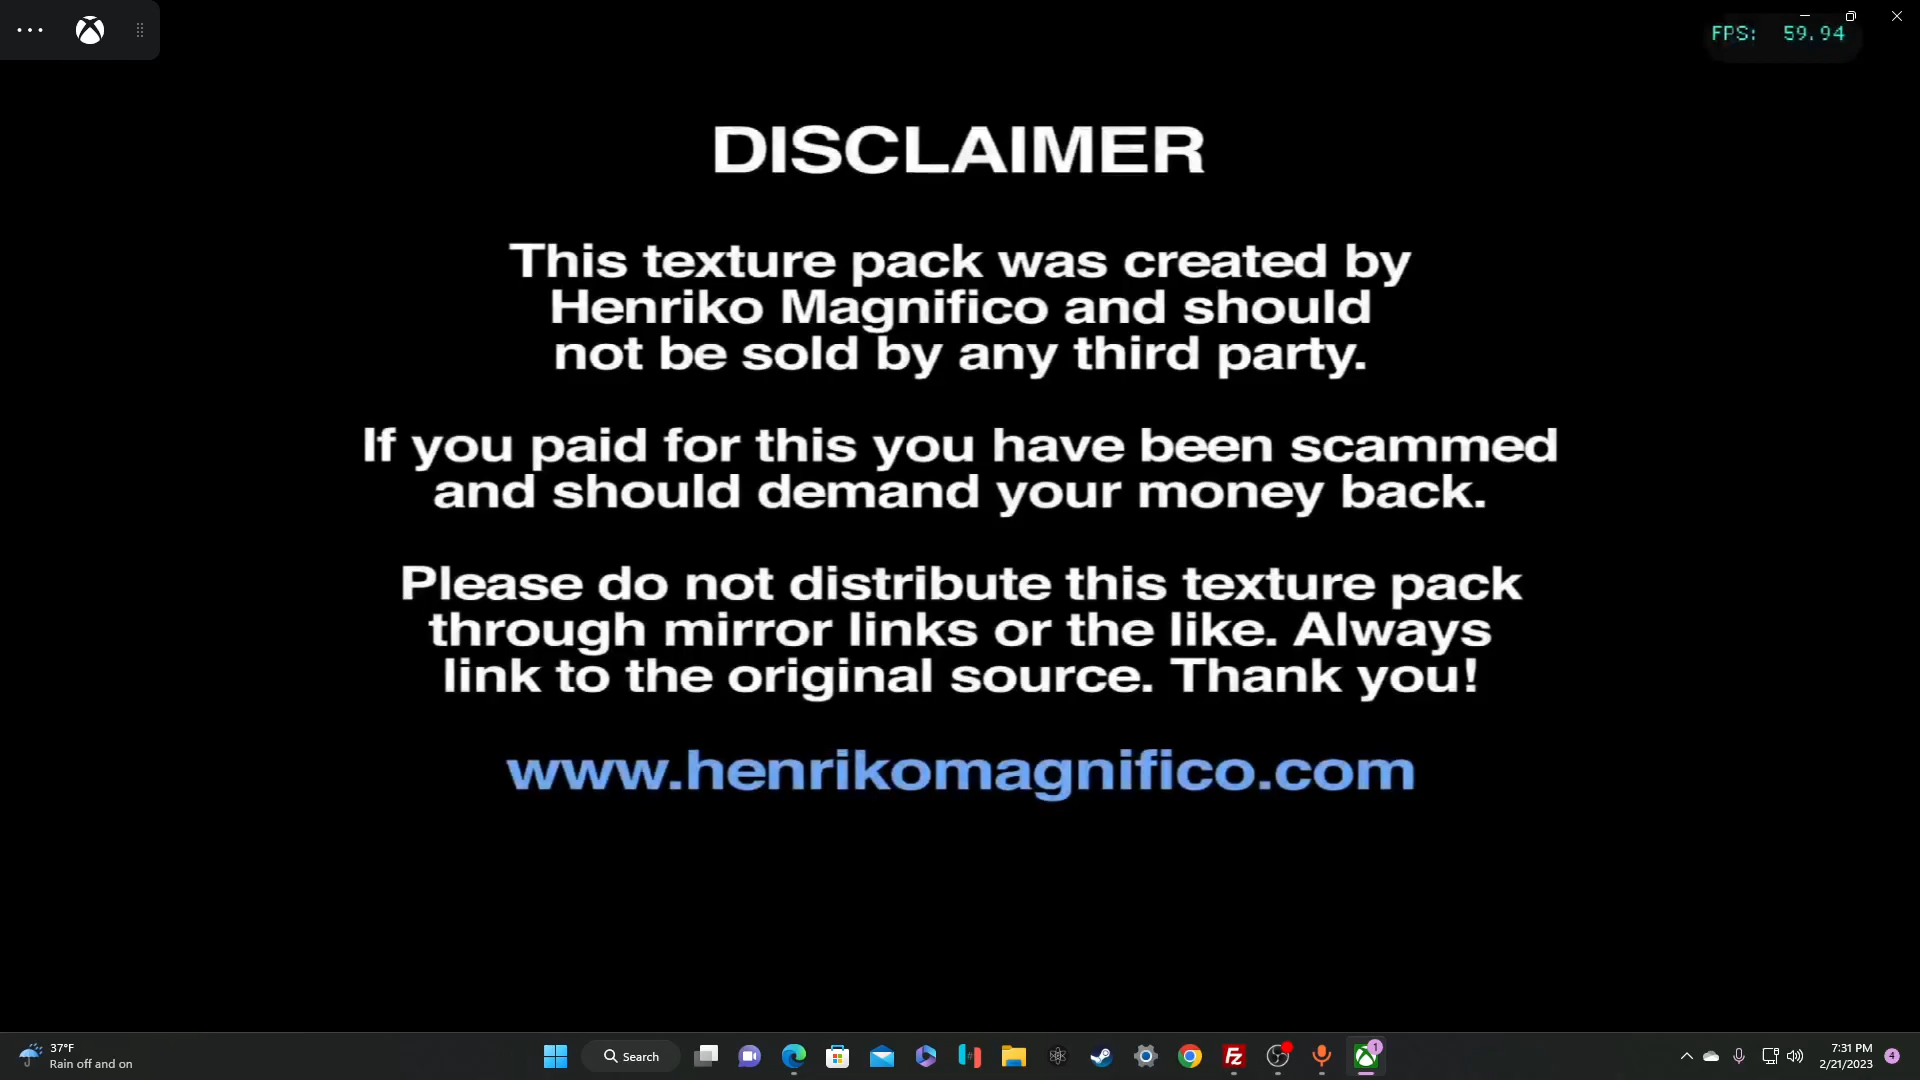 FPS: 59.94
DISCLAIMER
This texture pack was created by
Henriko Magnifico and should
not be sold by any third party.
If you paid for this you have been scammed
and should demand your money back.
Please do not distribute this texture pack
through mirror links or the like. Always
link to the original source. Thank you!
www.henrikomagnifico.com
37°F
Rain off and on
Search
1
7:31 PM
2/21/2023
4